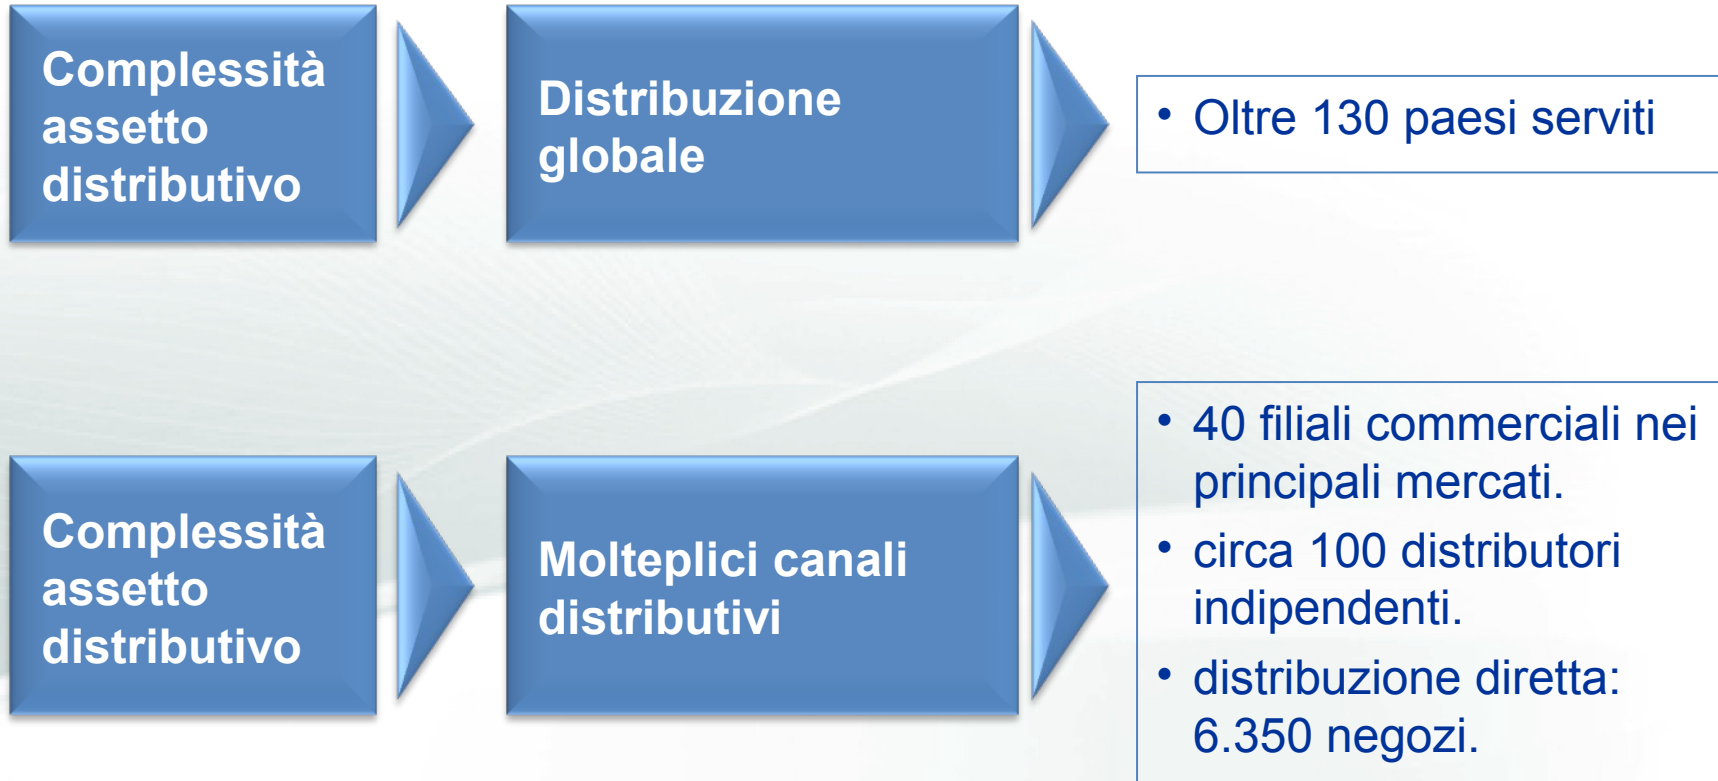 Complessità
assetto
distributivo
Distribuzione
globale
• Oltre 130 paesi serviti
Complessità
assetto
distributivo
Molteplici canali
distributivi
• 40 filiali commerciali nei
principali mercati.
• circa 100 distributori
indipendenti.
• distribuzione diretta:
6.350 negozi.